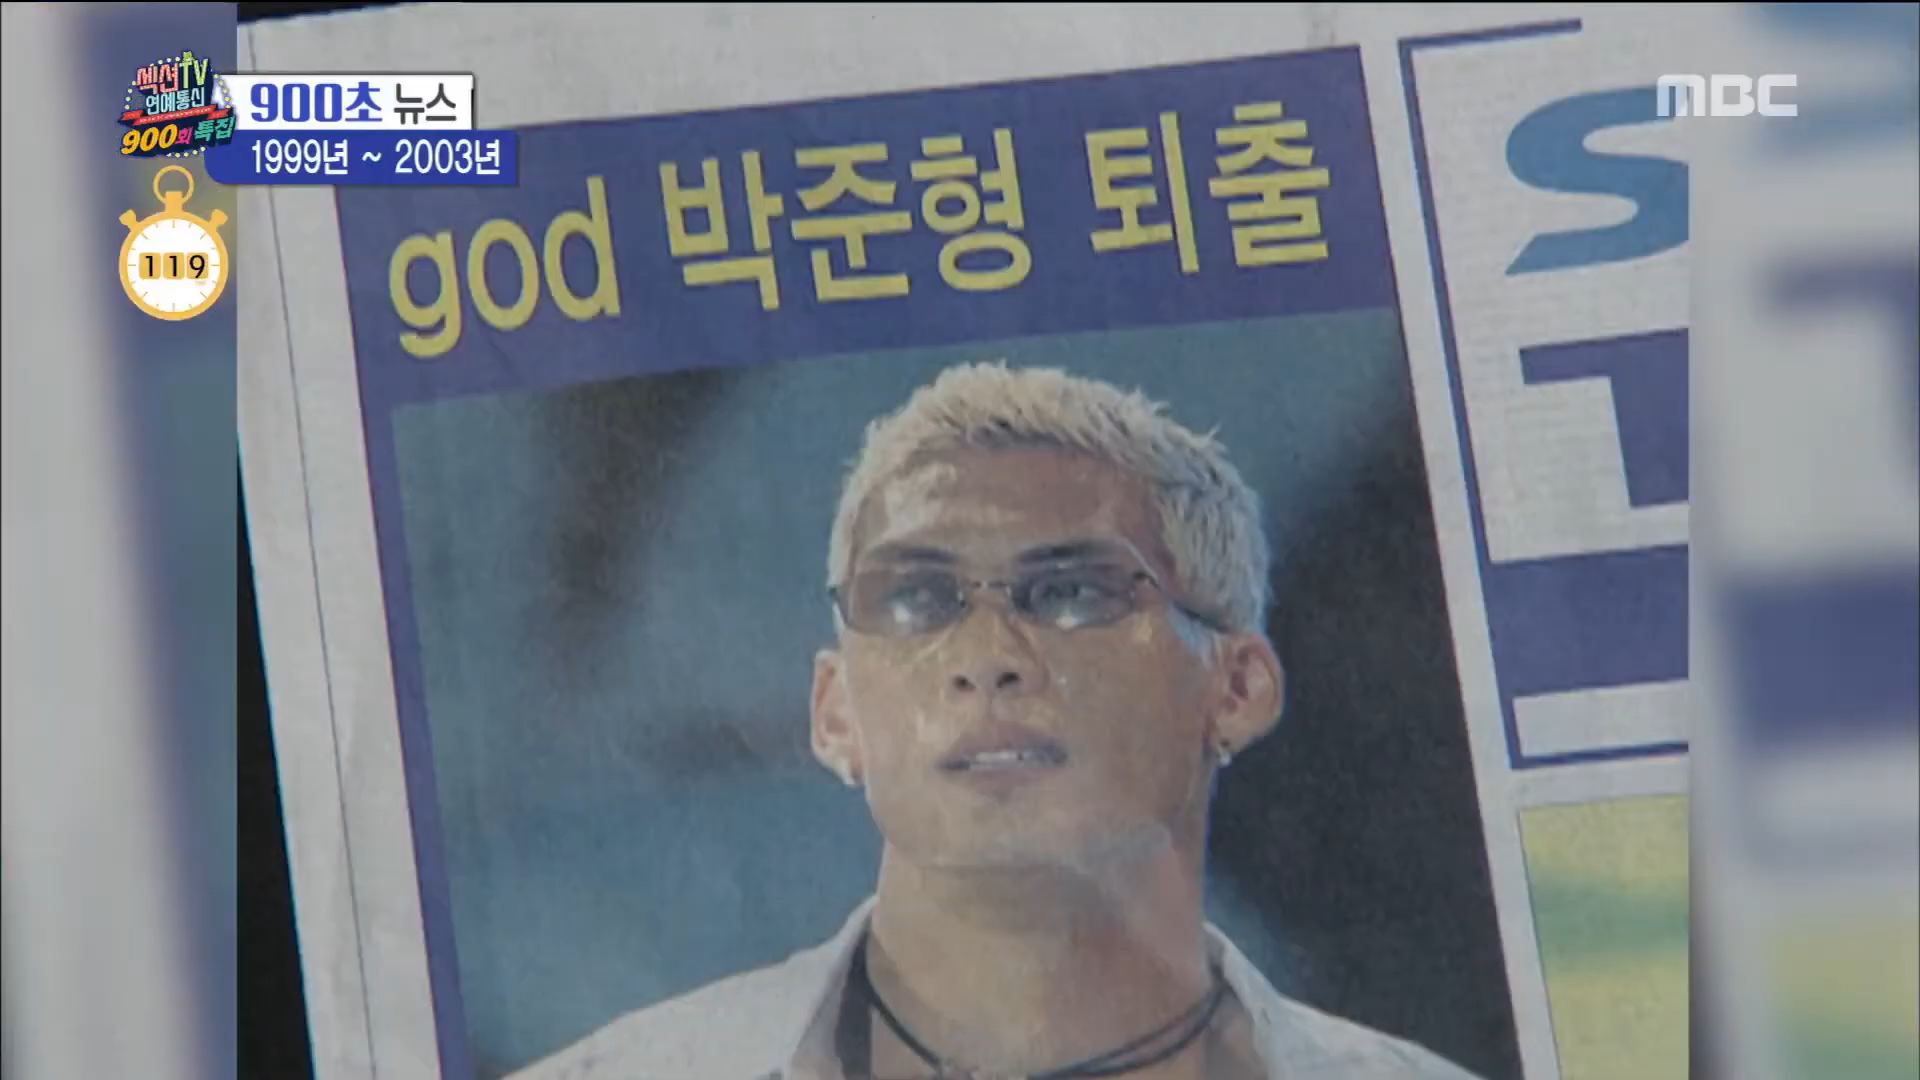 섹션TV
연예통신
900회 특집
900초 뉴스
1999년 ~ 2003년
119
MBC
god 박준형 퇴출